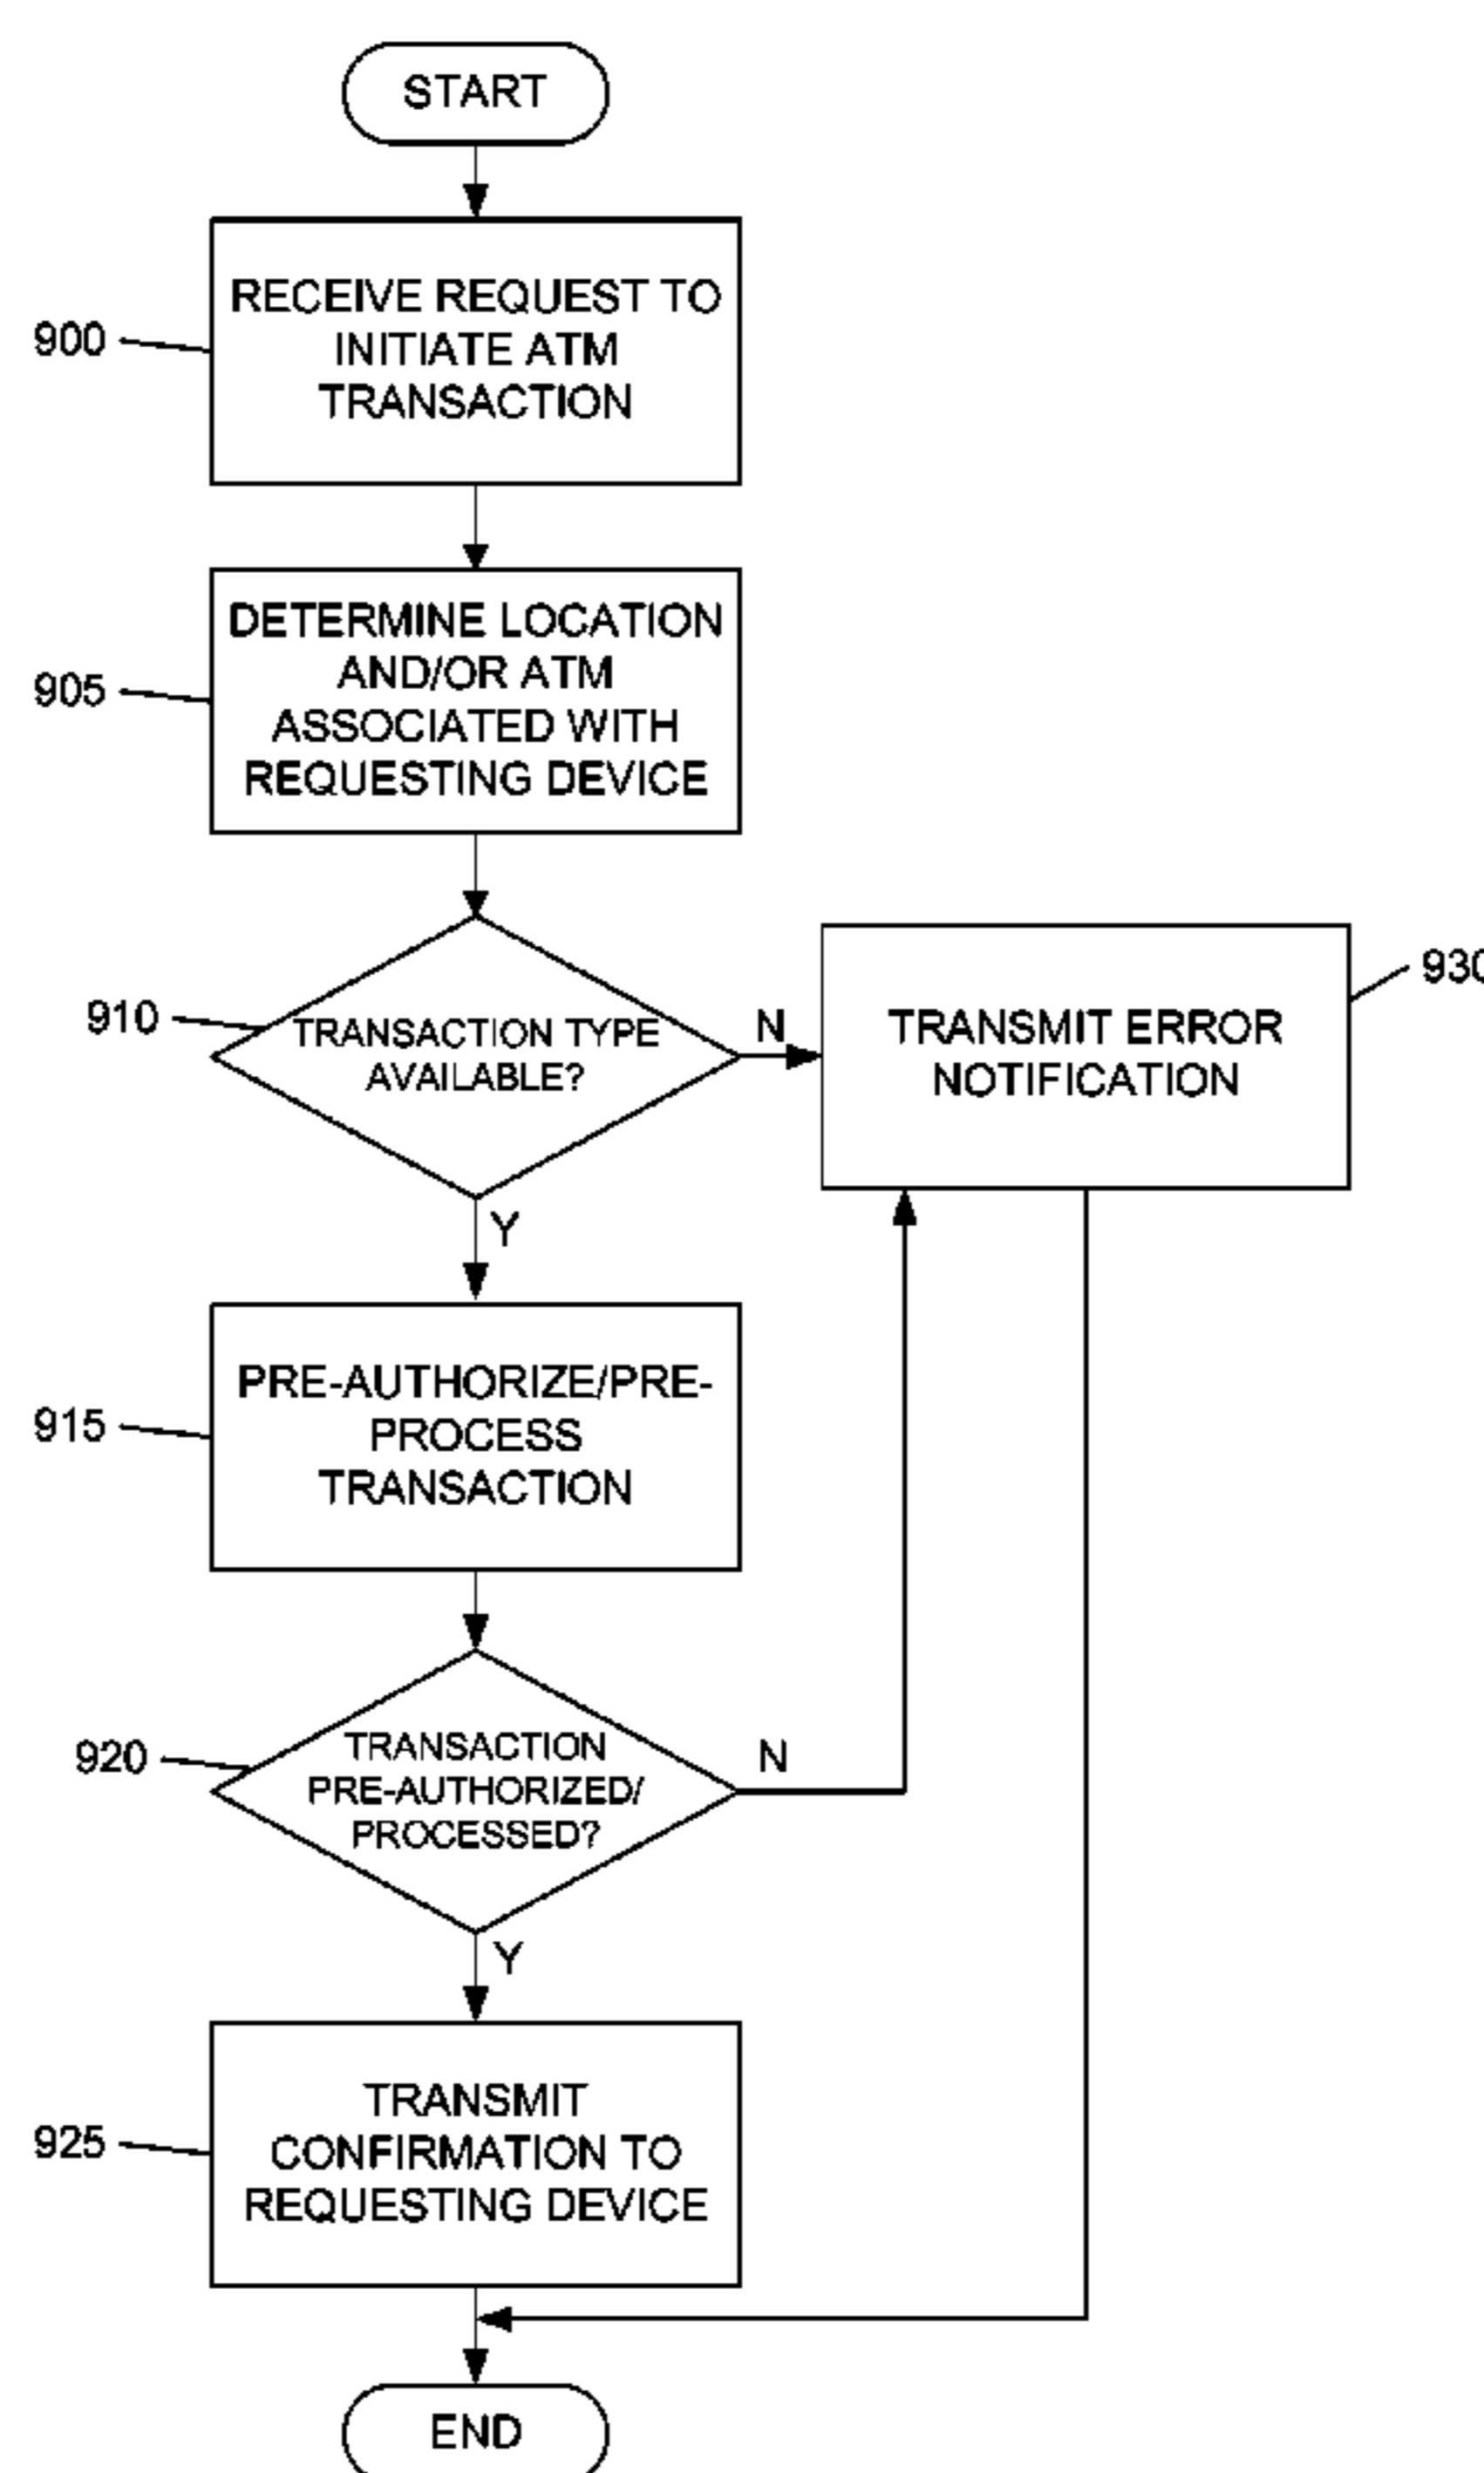 START
900
RECEIVE REQUEST TO
INITIATE ATM
TRANSACTION
905
DETERMINE LOCATION
AND/OR ATM
ASSOCIATED WITH
REQUESTING DEVICE
910
TRANSACTION TYPE
AVAILABLE?
N
TRANSMIT ERROR
NOTIFICATION
930
Y
915
PRE-AUTHORIZE/PRE-
PROCESS
TRANSACTION
920
TRANSACTION
PRE-AUTHORIZED/
PROCESSED?
N
Y
925
TRANSMIT
CONFIRMATION TO
REQUESTING DEVICE
END